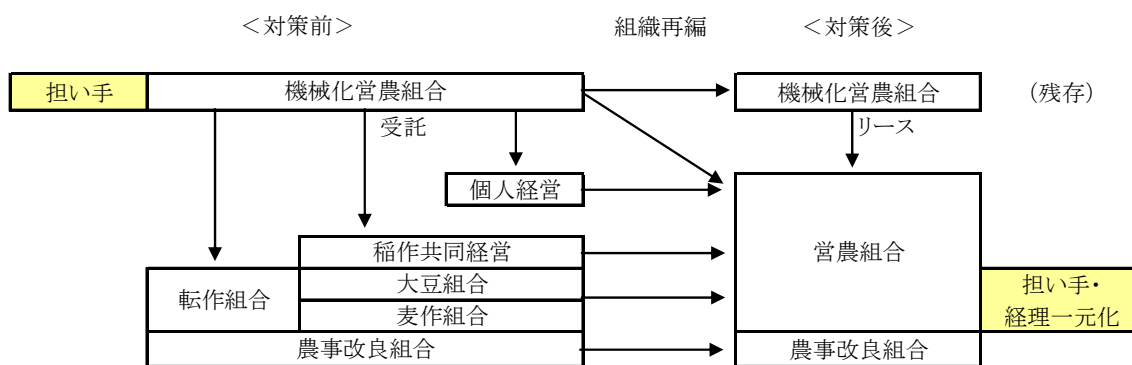 ＜対策前＞ 組織再編 ＜対策後＞
担い手 機械化営農組合 機械化営農組合 （残存）
受託 リース
個人経営
稲作共同経営 営農組合
転作組合 大豆組合 担い手・
麦作組合 経理一元化
農事改良組合 農事改良組合